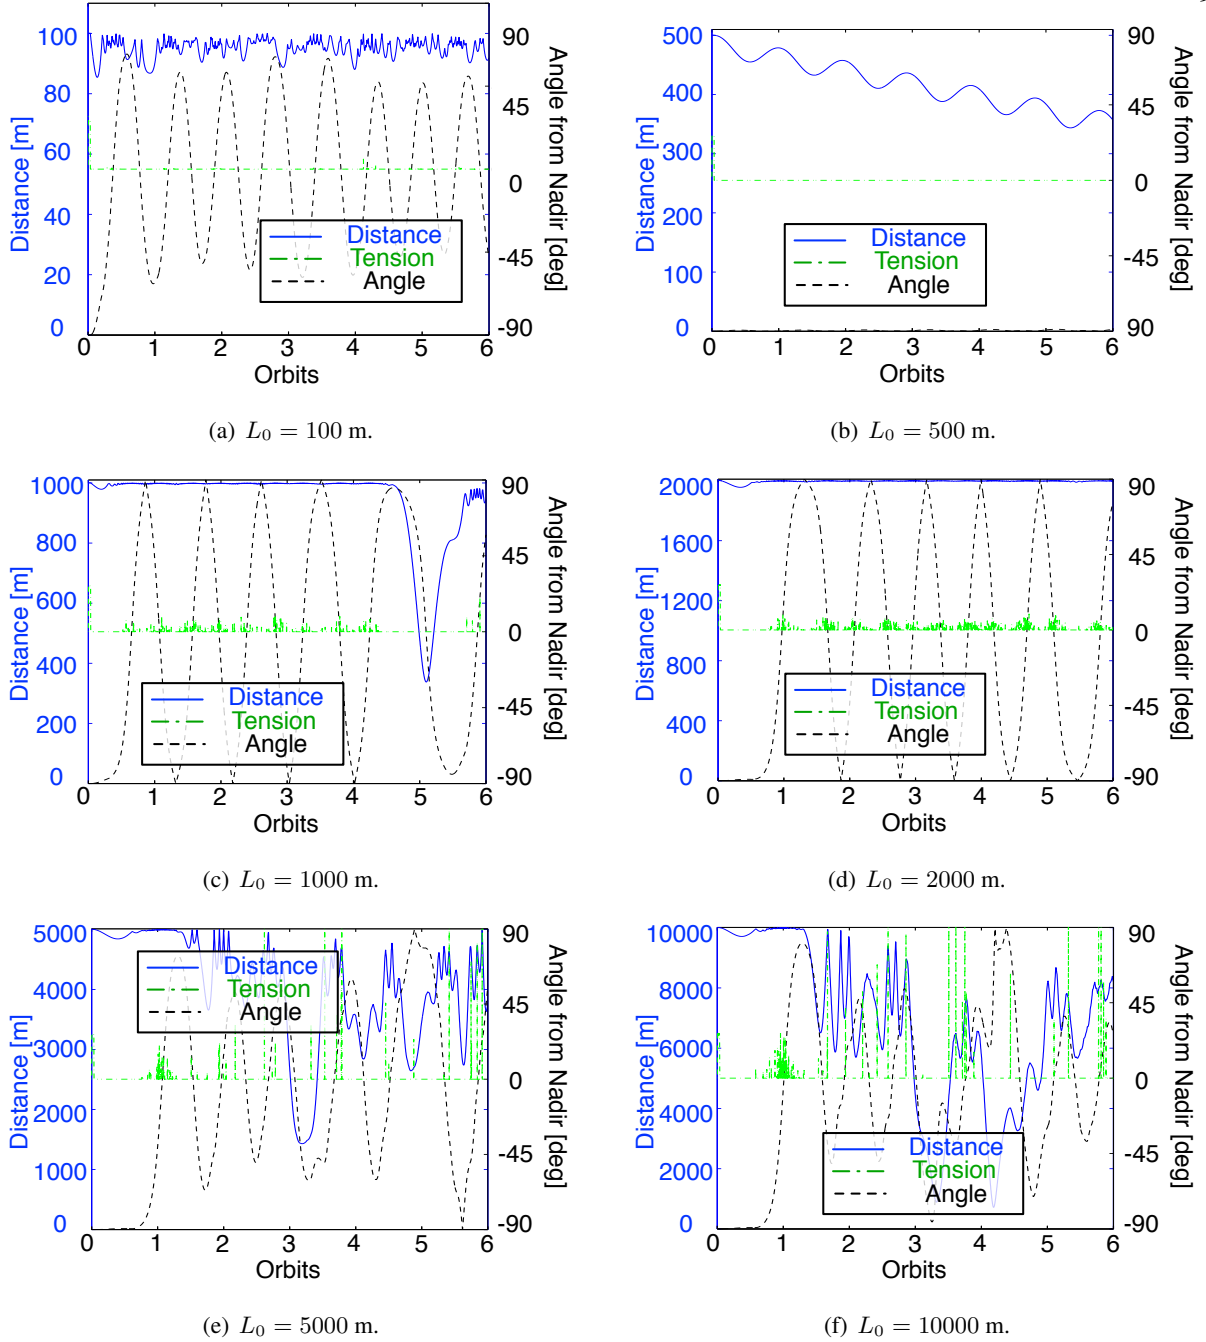 100
80
60
40
20
0
Distance [m]
90
45
0
-45
-90
Angle from Nadir [deg]
Distance
Tension
Angle
0 1 2 3 4 5 6
Orbits
(a) L₀ = 100 m.
500
400
300
200
100
0
Distance [m]
90
45
0
-45
-90
Angle from Nadir [deg]
Distance
Tension
Angle
0 1 2 3 4 5 6
Orbits
(b) L₀ = 500 m.
1000
800
600
400
200
0
Distance [m]
90
45
0
-45
-90
Angle from Nadir [deg]
Distance
Tension
Angle
0 1 2 3 4 5 6
Orbits
(c) L₀ = 1000 m.
2000
1600
1200
800
400
0
Distance [m]
90
45
0
-45
-90
Angle from Nadir [deg]
Distance
Tension
Angle
0 1 2 3 4 5 6
Orbits
(d) L₀ = 2000 m.
5000
4000
3000
2000
1000
0
Distance [m]
90
45
0
-45
-90
Angle from Nadir [deg]
Distance
Tension
Angle
0 1 2 3 4 5 6
Orbits
(e) L₀ = 5000 m.
10000
8000
6000
4000
2000
0
Distance [m]
90
45
0
-45
-90
Angle from Nadir [deg]
Distance
Tension
Angle
0 1 2 3 4 5 6
Orbits
(f) L₀ = 10000 m.